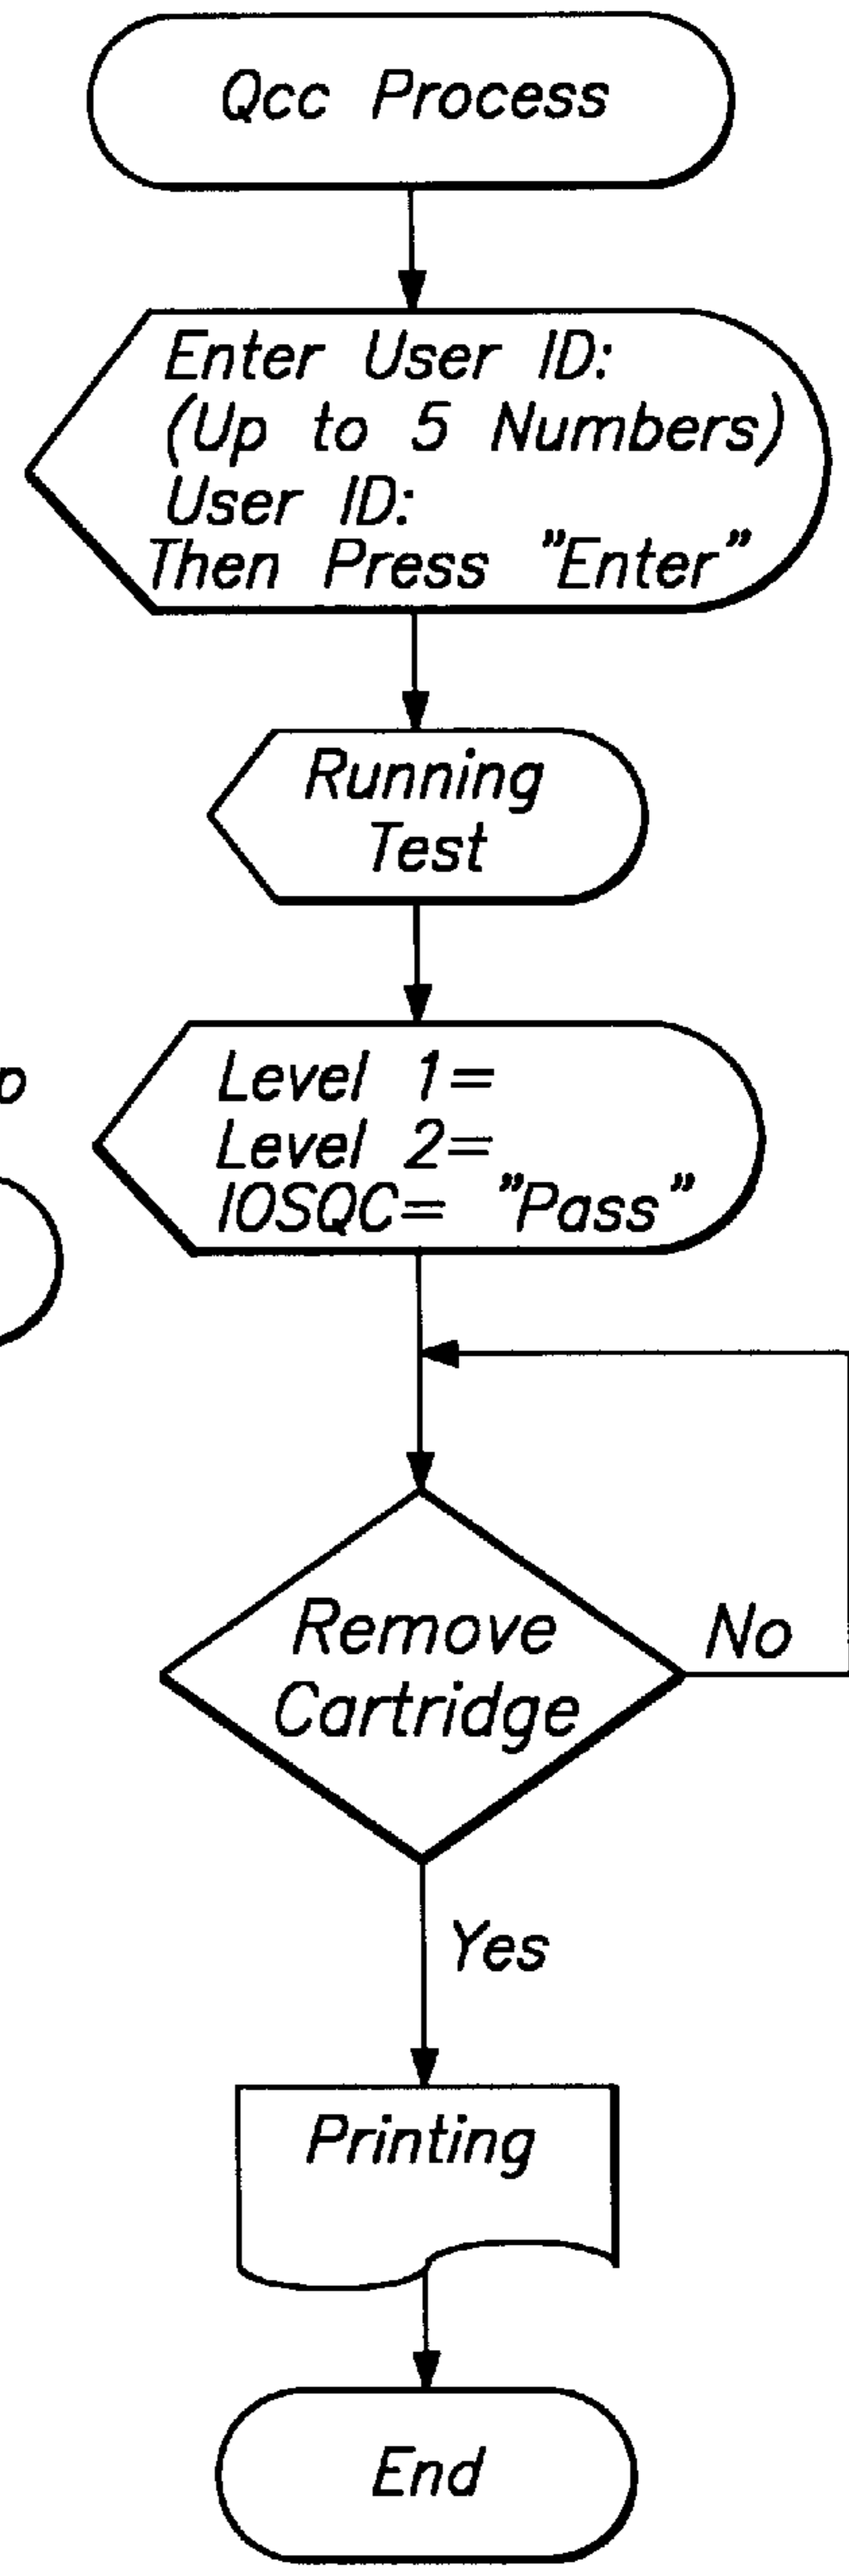 Qcc Process
Enter User ID:
(Up to 5 Numbers)
User ID:
Then Press "Enter"
Running
Test
Level 1=
Level 2=
IOSQC= "Pass"
Remove
Cartridge
No
Yes
Printing
End